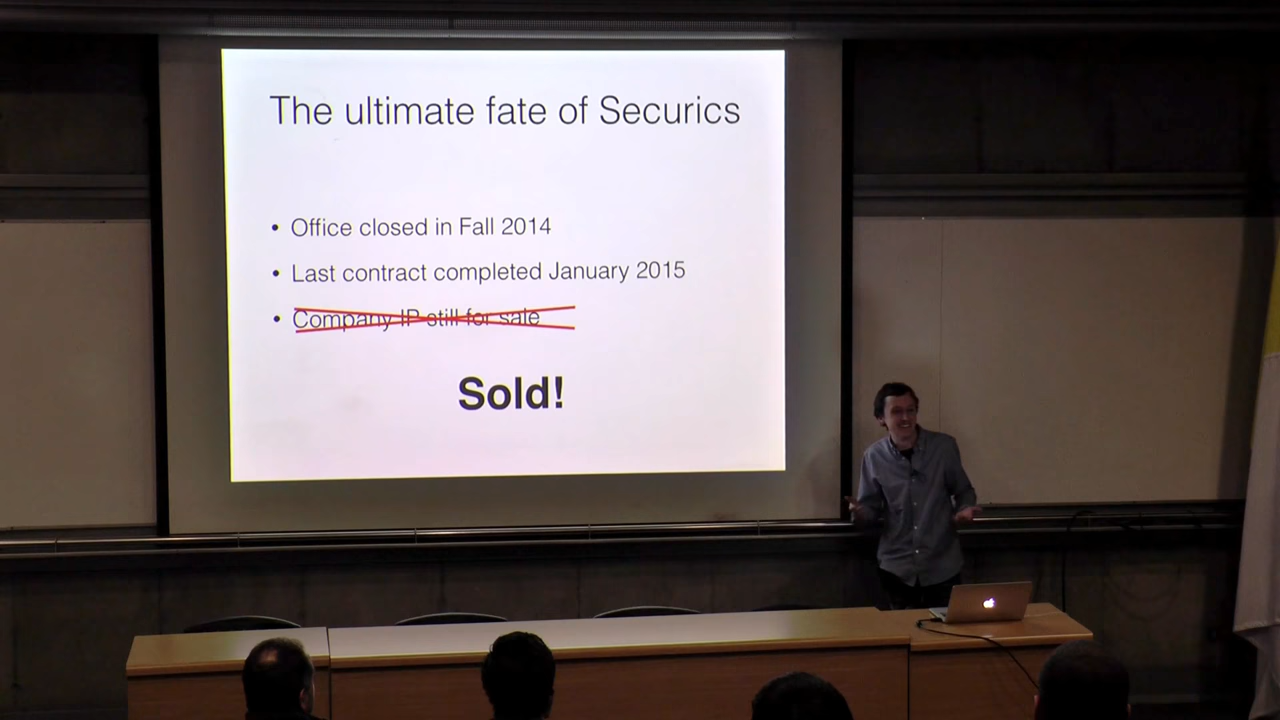 The ultimate fate of Securics
• Office closed in Fall 2014
• Last contract completed January 2015
• Company IP still for sale
Sold!